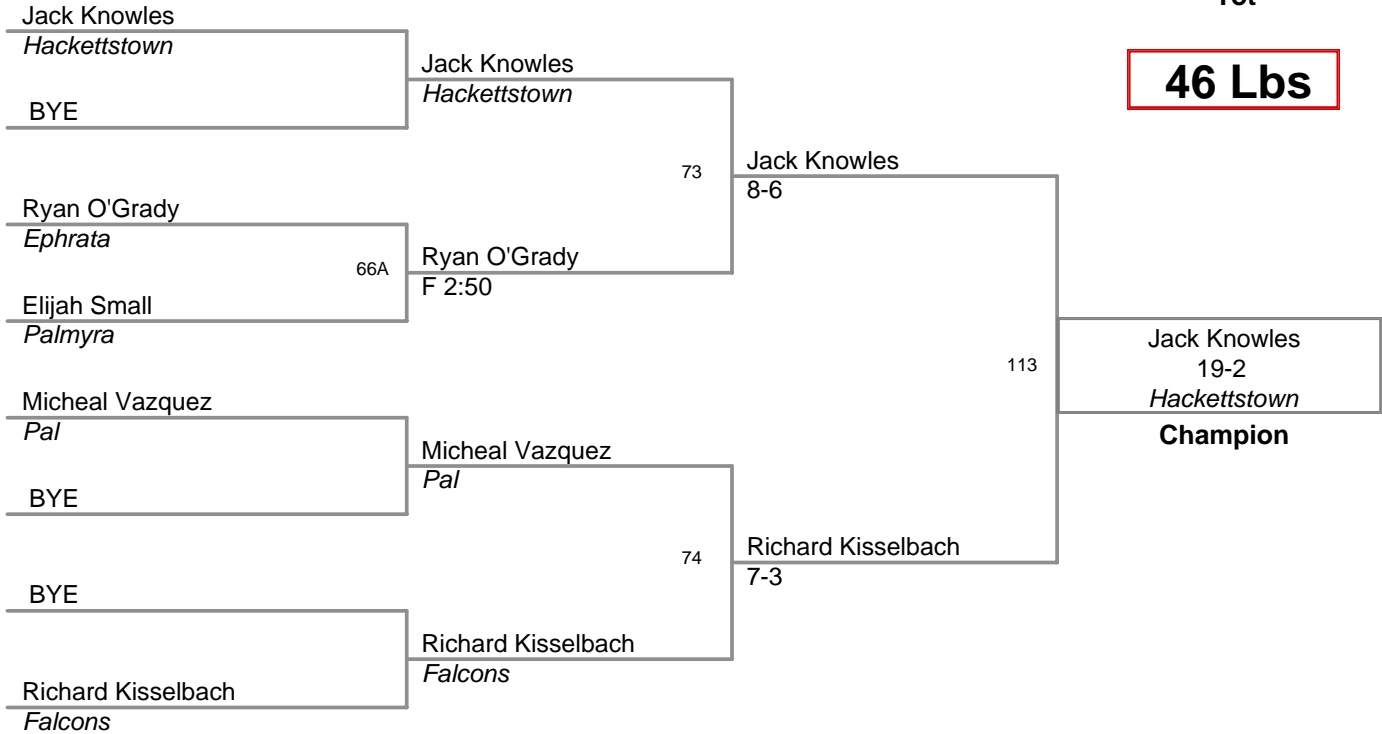 Tot
46 Lbs
Jack Knowles
Hackettstown
BYE
Jack Knowles
Hackettstown
Ryan O'Grady
Ephrata
66A
Elijah Small
Palmyra
Ryan O'Grady
F 2:50
73
Jack Knowles
8-6
Micheal Vazquez
Pal
BYE
Micheal Vazquez
Pal
BYE
Richard Kisselbach
Falcons
Richard Kisselbach
Falcons
74
Richard Kisselbach
7-3
113
Jack Knowles
19-2
Hackettstown
Champion